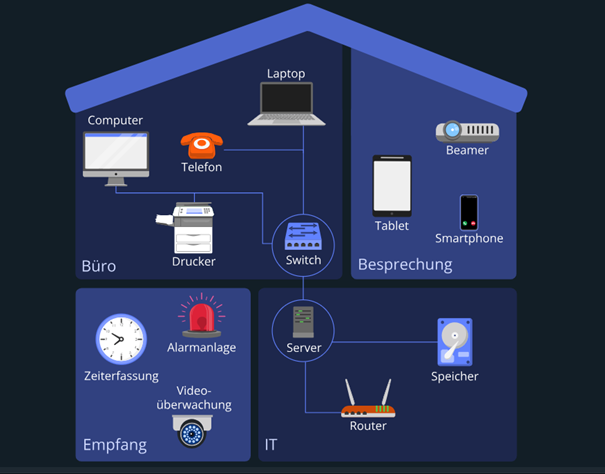 Laptop
Computer
Telefon
Beamer
Tablet
Smartphone
Drucker
Switch
Büro
Besprechung
Alarmanlage
Server
Zeiterfassung
Speicher
Video-
überwachung
Router
Empfang
IT